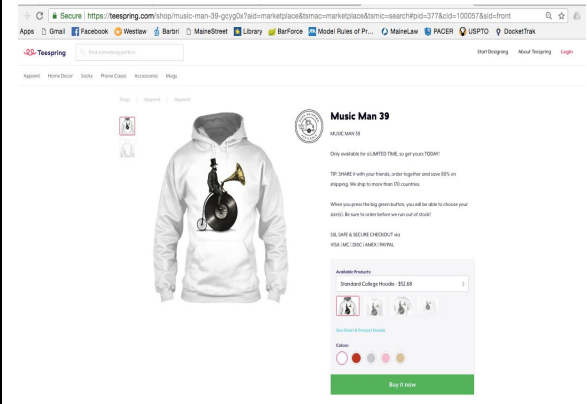 Secure | https://teespring.com/shop/music-man-39-gcyg0x?aid=marketplace&tsmac=marketplace&tsmic=search#pid=377&cid=100057&sid=front
Apps Gmail Facebook Westlaw Barbri MaineStreet Library BarForce Model Rules of Pr... MaineLaw PACER USPTO DocketTrak
Teespring Find something perfect Start Designing About Teespring Login
Apparel Home Decor Socks Phone Cases Accessories Mugs
Shop Apparel Apparel
Music Man 39
MUSIC MAN 39
Only available for a LIMITED TIME, so get yours TODAY!
TIP: SHARE it with your friends, order together and save 80% on
shipping. We ship to more than 170 countries.
When you press the big green button, you will be able to choose your
size(s). Be sure to order before we run out of stock!
SSL SAFE & SECURE CHECKOUT via
VISA | MC | DISC | AMEX | PAYPAL
Available Products:
Standard College Hoodie - $52.68
Size Chart & Product Details
Colors:
Buy it now